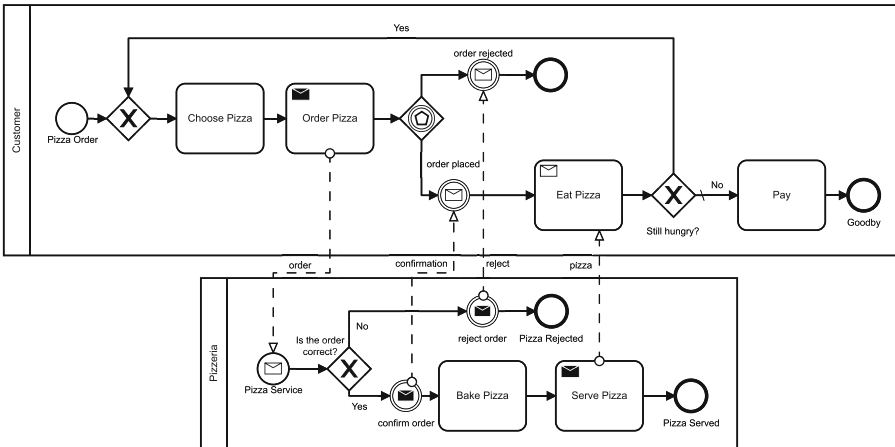 Yes
order rejected
Customer
Pizza Order
Choose Pizza
Order Pizza
order placed
Eat Pizza
Still hungry?
No
Pay
Goodby
order
confirmation
reject
pizza
Pizzeria
Is the order
correct?
No
reject order
Pizza Rejected
Pizza Service
Yes
confirm order
Bake Pizza
Serve Pizza
Pizza Served